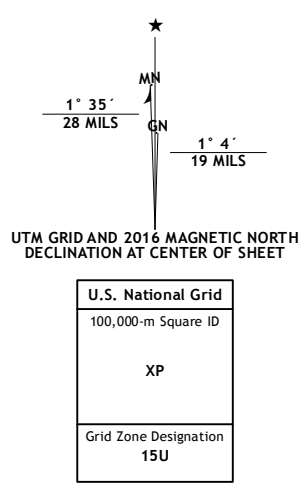 ★
MN
1° 35´
28 MILS
GN
1° 4´
19 MILS
UTM GRID AND 2016 MAGNETIC NORTH
DECLINATION AT CENTER OF SHEET
U.S. National Grid
100,000-m Square ID
XP
Grid Zone Designation
15U